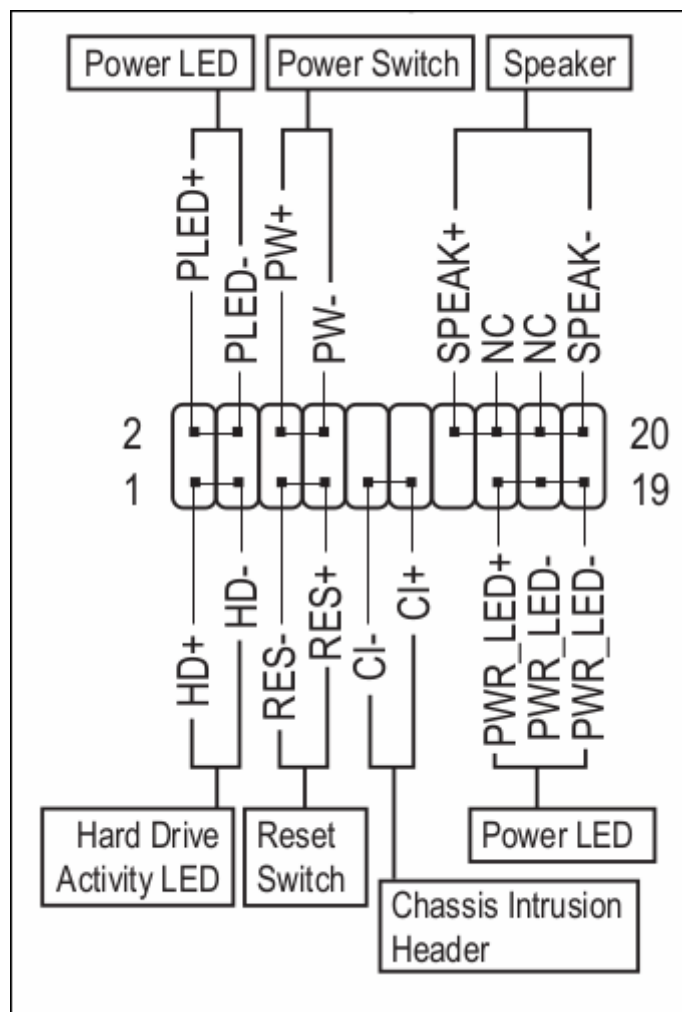 Power LED
Power Switch
Speaker
PLED+
PLED-
PW+
PW-
SPEAK+
NC
NC
SPEAK-
2
20
1
19
HD+
HD-
RES-
RES+
CI-
CI+
PWR_LED+
PWR_LED-
PWR_LED-
Hard Drive
Activity LED
Reset
Switch
Power LED
Chassis Intrusion
Header